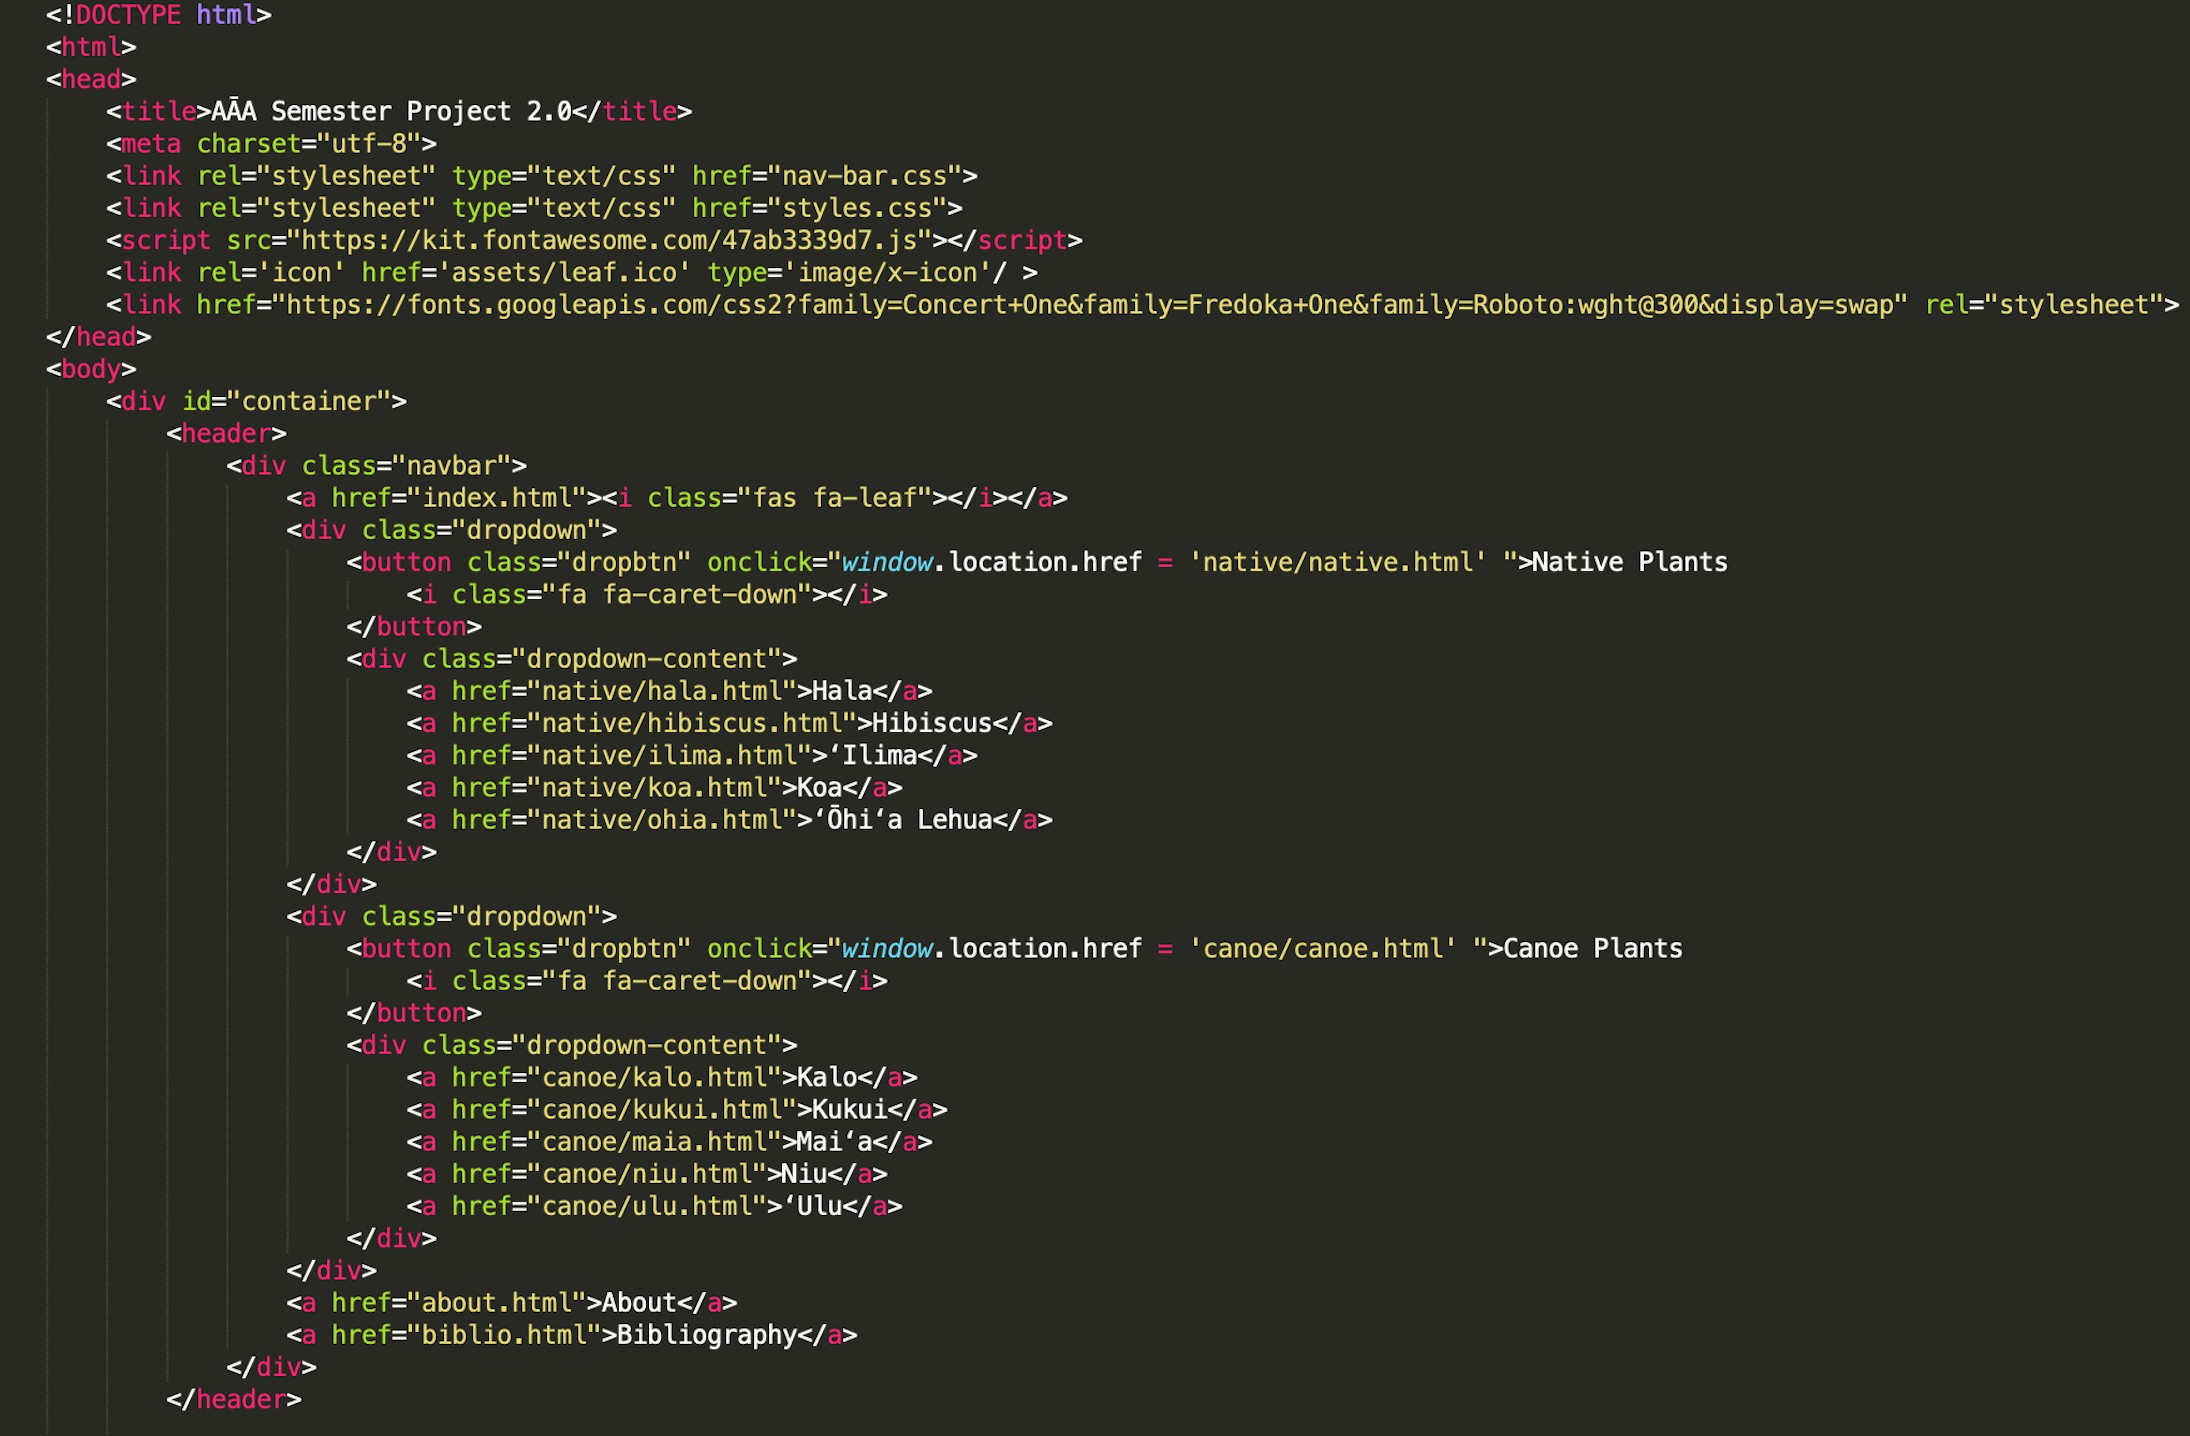 <!DOCTYPE html>
<html>
<head>
    <title>AĀA Semester Project 2.0</title>
    <meta charset="utf-8">
    <link rel="stylesheet" type="text/css" href="nav-bar.css">
    <link rel="stylesheet" type="text/css" href="styles.css">
    <script src="https://kit.fontawesome.com/47ab3339d7.js"></script>
    <link rel='icon' href='assets/leaf.ico' type='image/x-icon'/ >
    <link href="https://fonts.googleapis.com/css2?family=Concert+One&family=Fredoka+One&family=Roboto:wght@300&display=swap" rel="stylesheet">
</head>
<body>
    <div id="container">
        <header>
            <div class="navbar">
                <a href="index.html"><i class="fas fa-leaf"></i></a>
                <div class="dropdown">
                    <button class="dropbtn" onclick="window.location.href = 'native/native.html' ">Native Plants
                        <i class="fa fa-caret-down"></i>
                    </button>
                    <div class="dropdown-content">
                        <a href="native/hala.html">Hala</a>
                        <a href="native/hibiscus.html">Hibiscus</a>
                        <a href="native/ilima.html">ʻIlima</a>
                        <a href="native/koa.html">Koa</a>
                        <a href="native/ohia.html">ʻŌhiʻa Lehua</a>
                    </div>
                </div>
                <div class="dropdown">
                    <button class="dropbtn" onclick="window.location.href = 'canoe/canoe.html' ">Canoe Plants
                        <i class="fa fa-caret-down"></i>
                    </button>
                    <div class="dropdown-content">
                        <a href="canoe/kalo.html">Kalo</a>
                        <a href="canoe/kukui.html">Kukui</a>
                        <a href="canoe/maia.html">Maiʻa</a>
                        <a href="canoe/niu.html">Niu</a>
                        <a href="canoe/ulu.html">ʻUlu</a>
                    </div>
                </div>
                <a href="about.html">About</a>
                <a href="biblio.html">Bibliography</a>
            </div>
        </header>